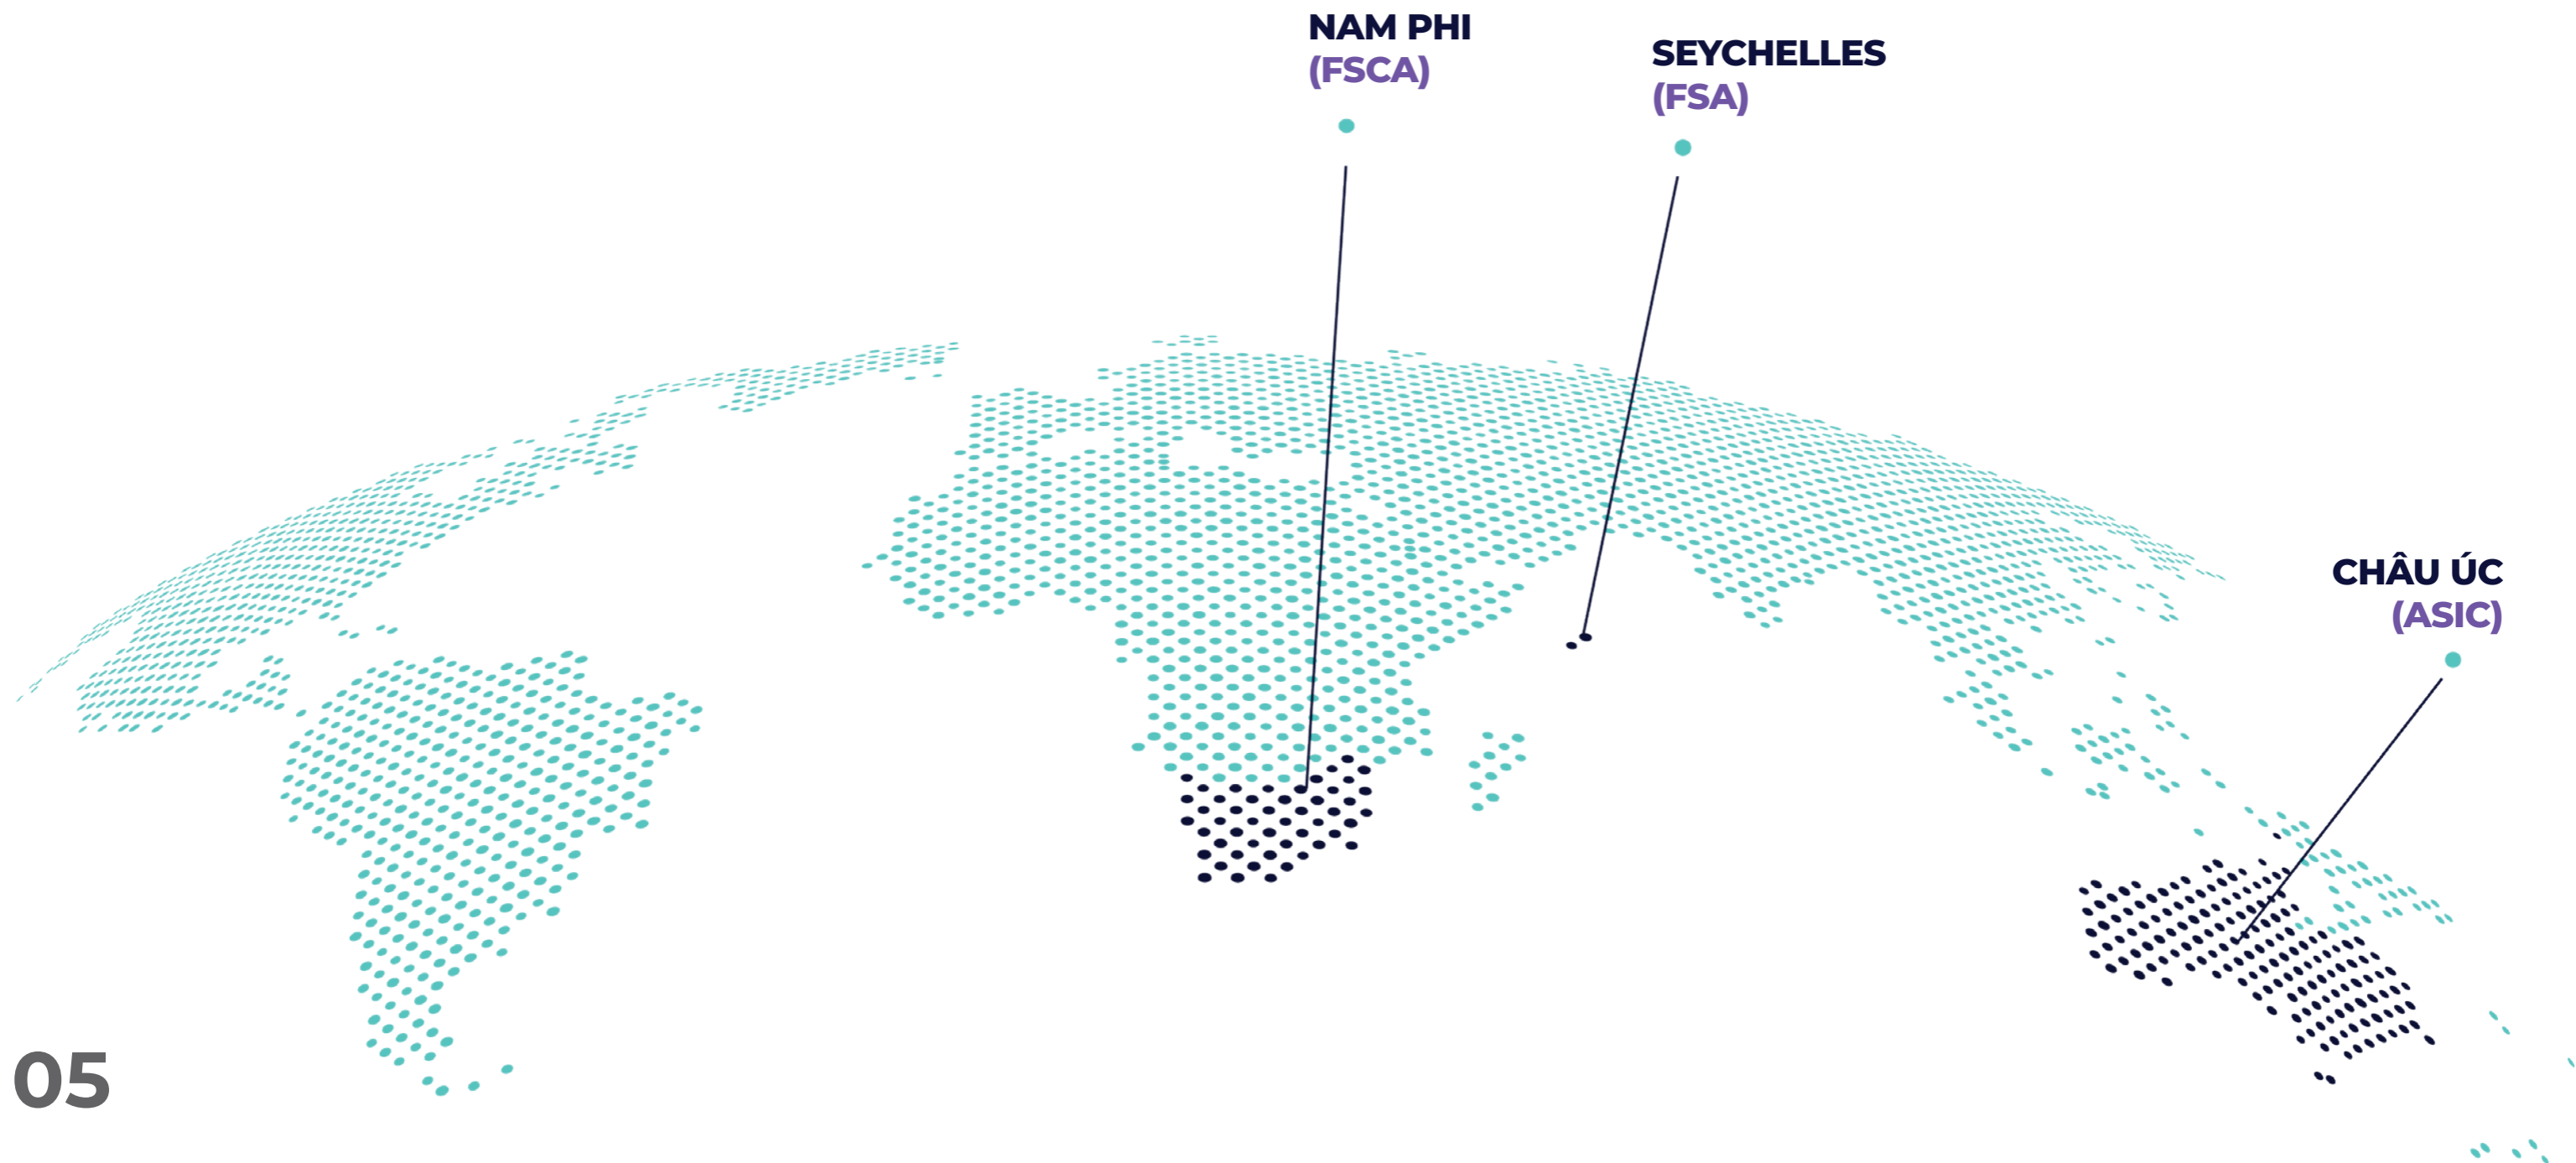 NAM PHI
(FSCA)
SEYCHELLES
(FSA)
CHÂU ÚC
(ASIC)
05